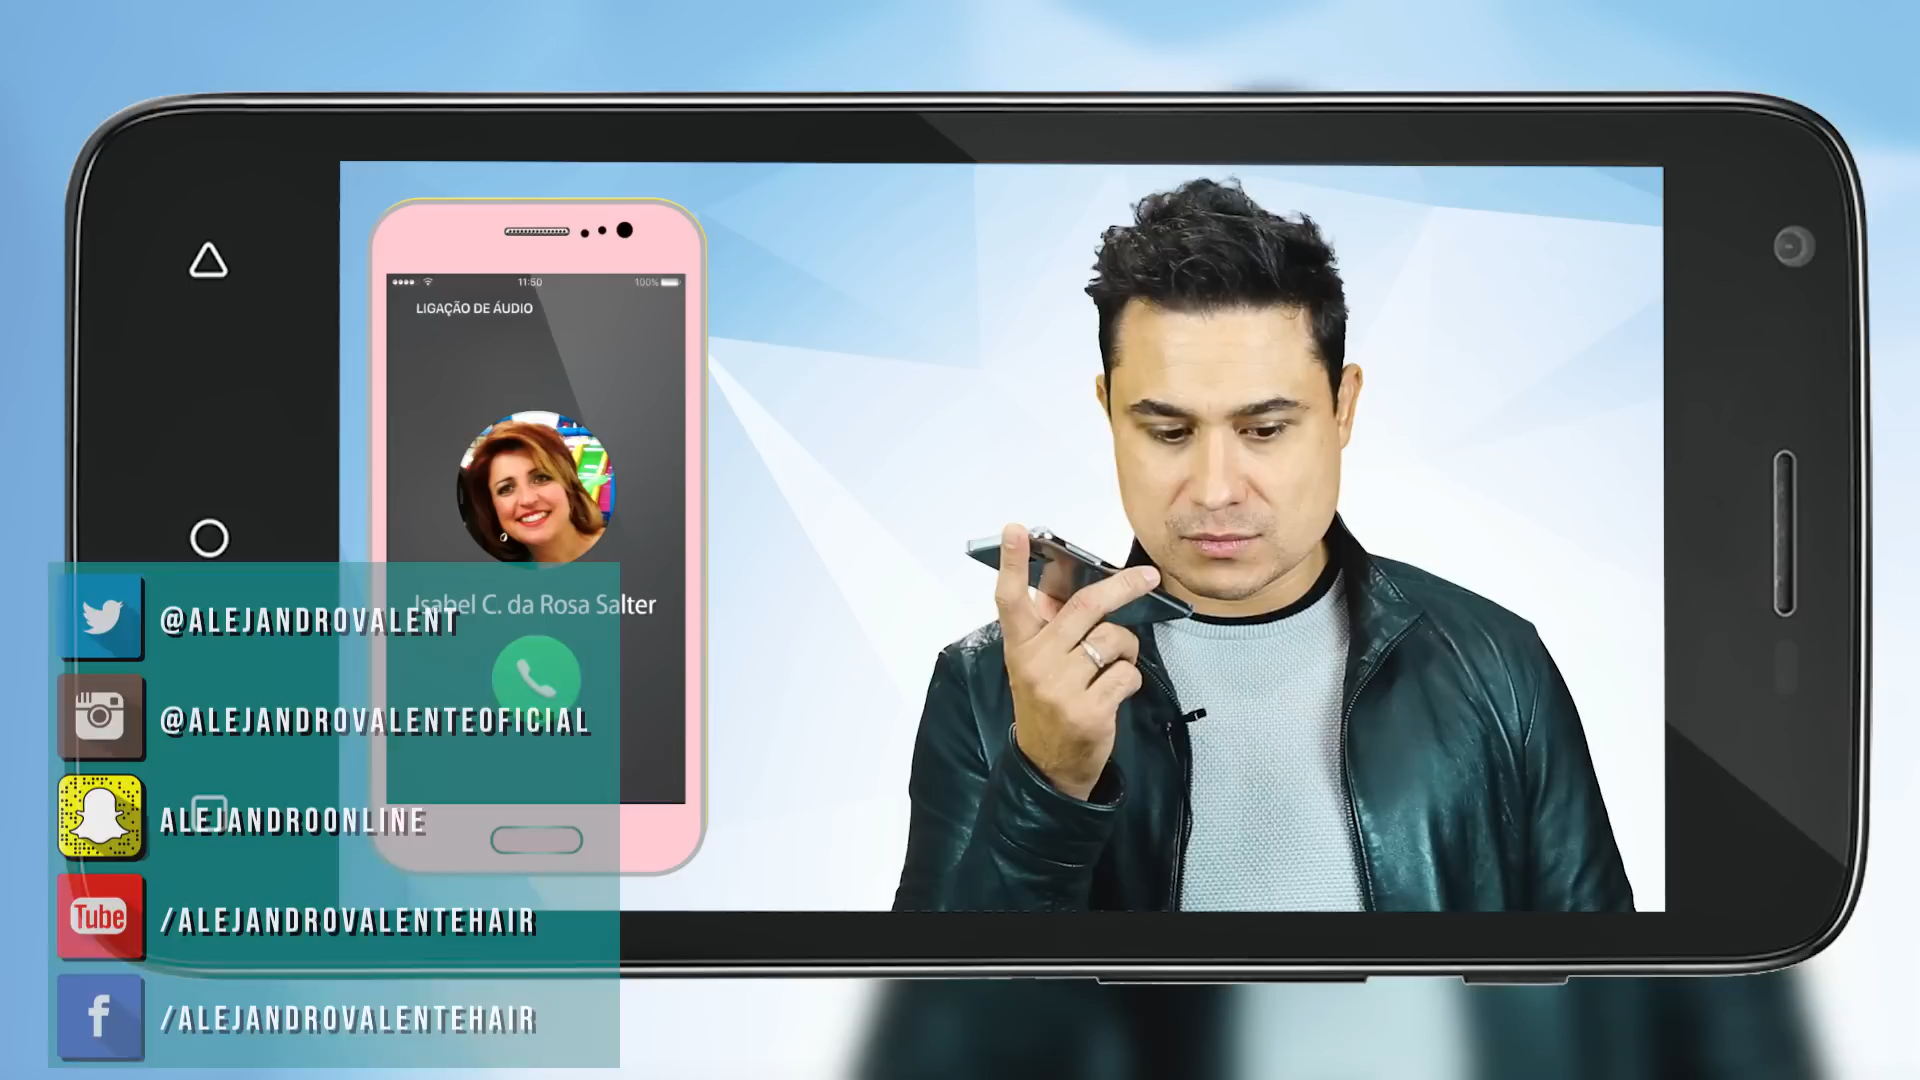 11:50
100%
LIGAÇÃO DE ÁUDIO
Isabel C. da Rosa Salter
@ALEJANDROVALENT
@ALEJANDROVALENTEOFICIAL
ALEJANDROONLINE
Tube
/ALEJANDROVALENTEHAIR
f
/ALEJANDROVALENTEHAIR